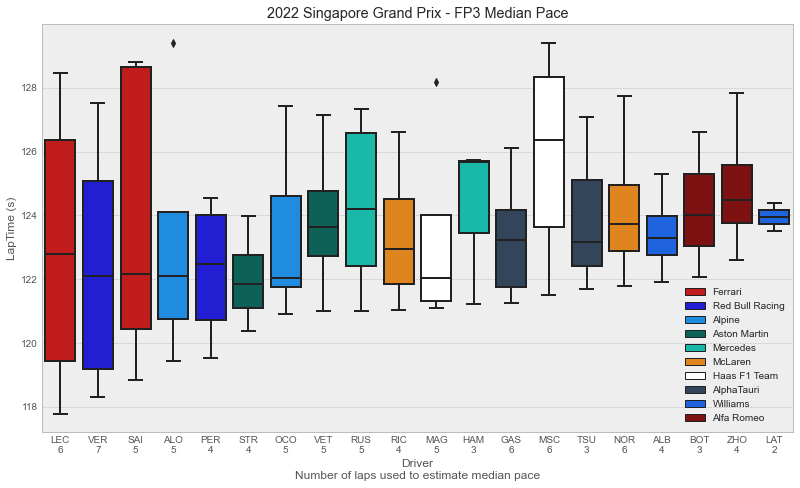 2022 Singapore Grand Prix - FP3 Median Pace
LapTime (s)
128
126
124
122
120
118
Ferrari
Red Bull Racing
Alpine
Aston Martin
Mercedes
McLaren
Haas F1 Team
AlphaTauri
Williams
Alfa Romeo
LEC VER SAI ALO PER STR OCO VET RUS RIC MAG HAM GAS MSC TSU NOR ALB BOT ZHO LAT
6 7 5 5 4 4 5 5 5 4 5 3 6 6 3 6 4 3 4 2
Driver
Number of laps used to estimate median pace